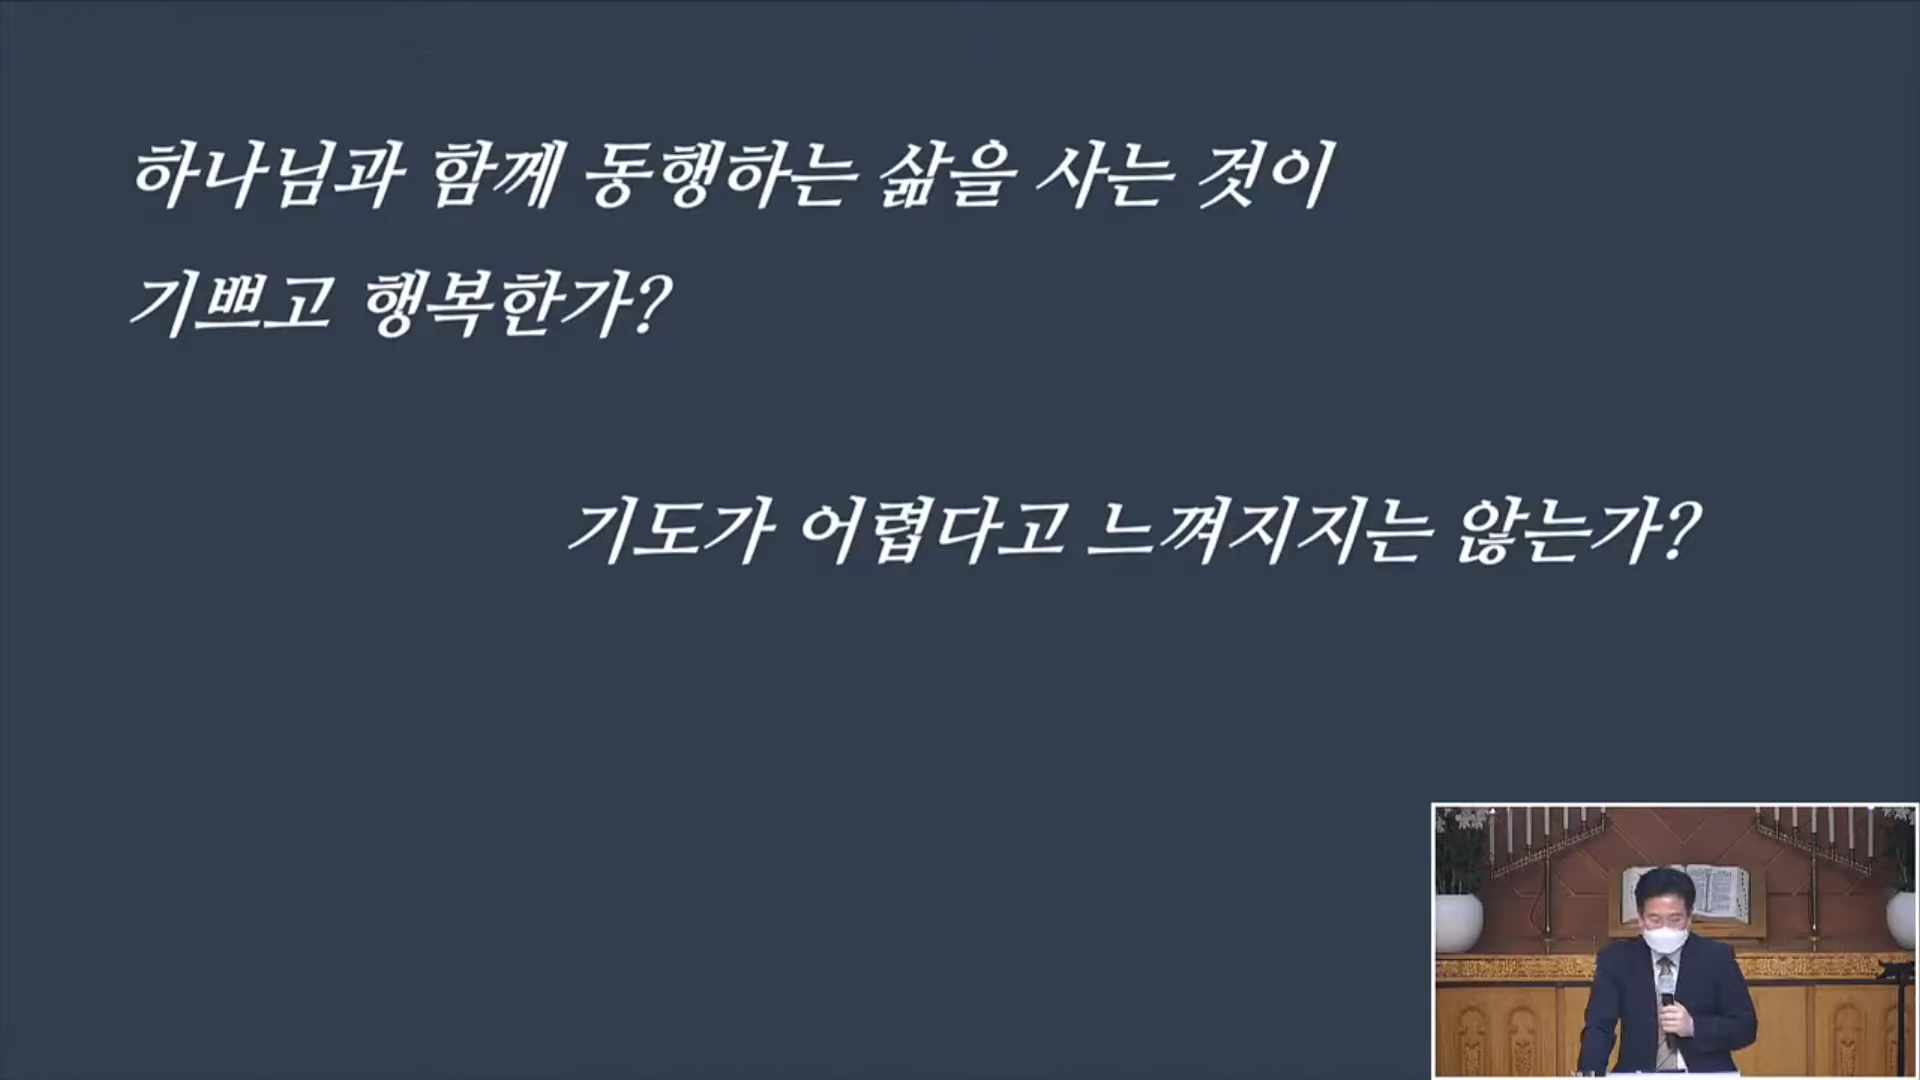 하나님과 함께 동행하는 삶을 사는 것이
기쁘고 행복한가?
기도가 어렵다고 느껴지지는 않는가?